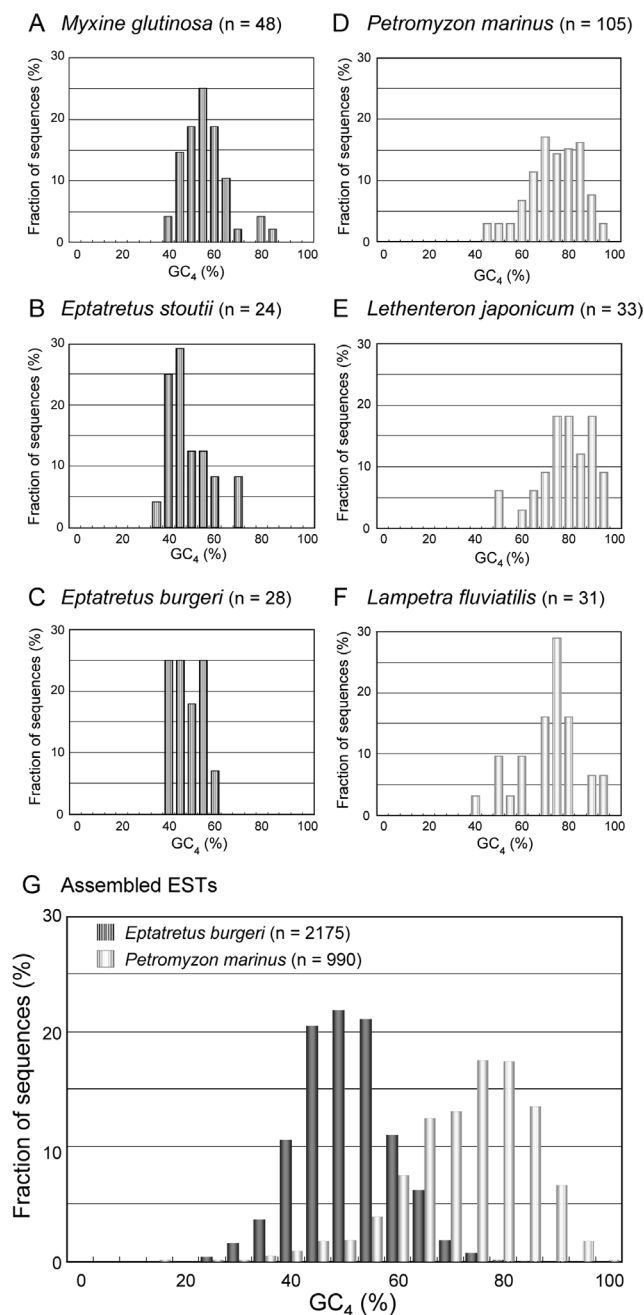 A Myxine glutinosa (n = 48)
Fraction of sequences (%)
30
20
10
0
0 20 40 60 80 100
GC4 (%)
D Petromyzon marinus (n = 105)
Fraction of sequences (%)
30
20
10
0
0 20 40 60 80 100
GC4 (%)
B Eptatretus stoutii (n = 24)
Fraction of sequences (%)
30
20
10
0
0 20 40 60 80 100
GC4 (%)
E Lethenteron japonicum (n = 33)
Fraction of sequences (%)
30
20
10
0
0 20 40 60 80 100
GC4 (%)
C Eptatretus burgeri (n = 28)
Fraction of sequences (%)
30
20
10
0
0 20 40 60 80 100
GC4 (%)
F Lampetra fluviatilis (n = 31)
Fraction of sequences (%)
30
20
10
0
0 20 40 60 80 100
GC4 (%)
G Assembled ESTs
Fraction of sequences (%)
30
20
10
0
Eptatretus burgeri (n = 2175)
Petromyzon marinus (n = 990)
0 20 40 60 80 100
GC4 (%)